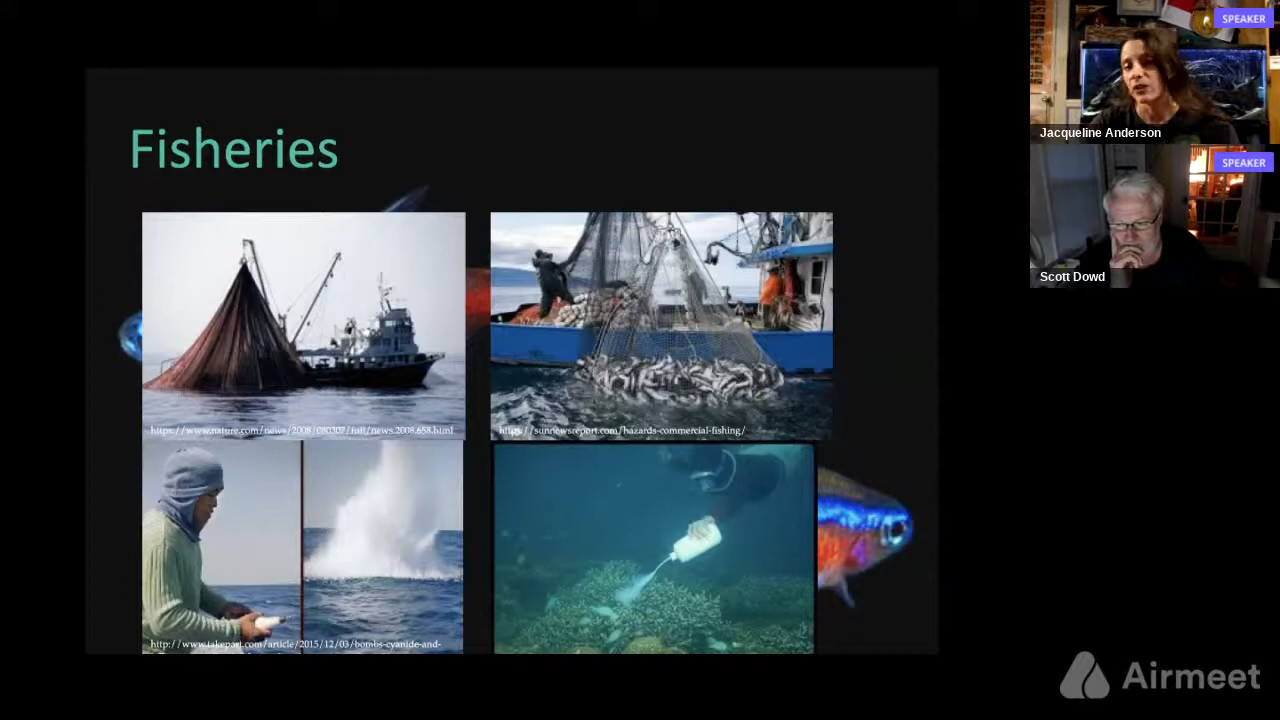 Fisheries
https://www.nature.com/news/2008/080307/full/news.2008.658.html
https://sunnewsreport.com/hazards-commercial-fishing/
http://www.takepart.com/article/2015/12/03/bombs-cyanide-and-
SPEAKER
Jacqueline Anderson
SPEAKER
Scott Dowd
Airmeet